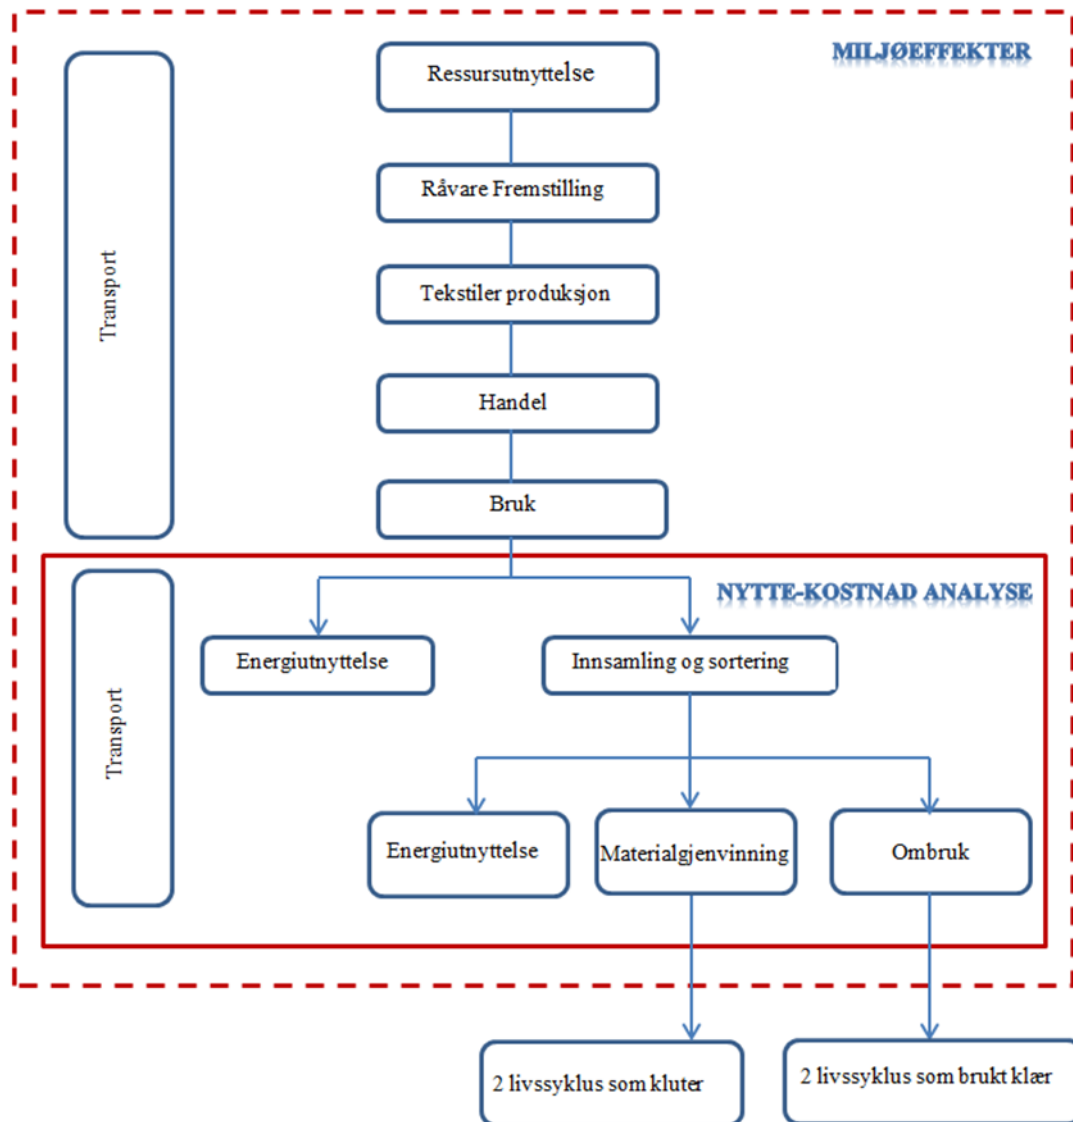 MILJØEFFEKTER
Ressursutnyttelse
Råvare Fremstilling
Transport
Tekstiler produksjon
Handel
Bruk
NYTTE-KOSTNAD ANALYSE
Energiutnyttelse
Innsamling og sortering
Transport
Energiutnyttelse
Materialgjenvinning
Ombruk
2 livssyklus som kluter
2 livssyklus som brukt klær